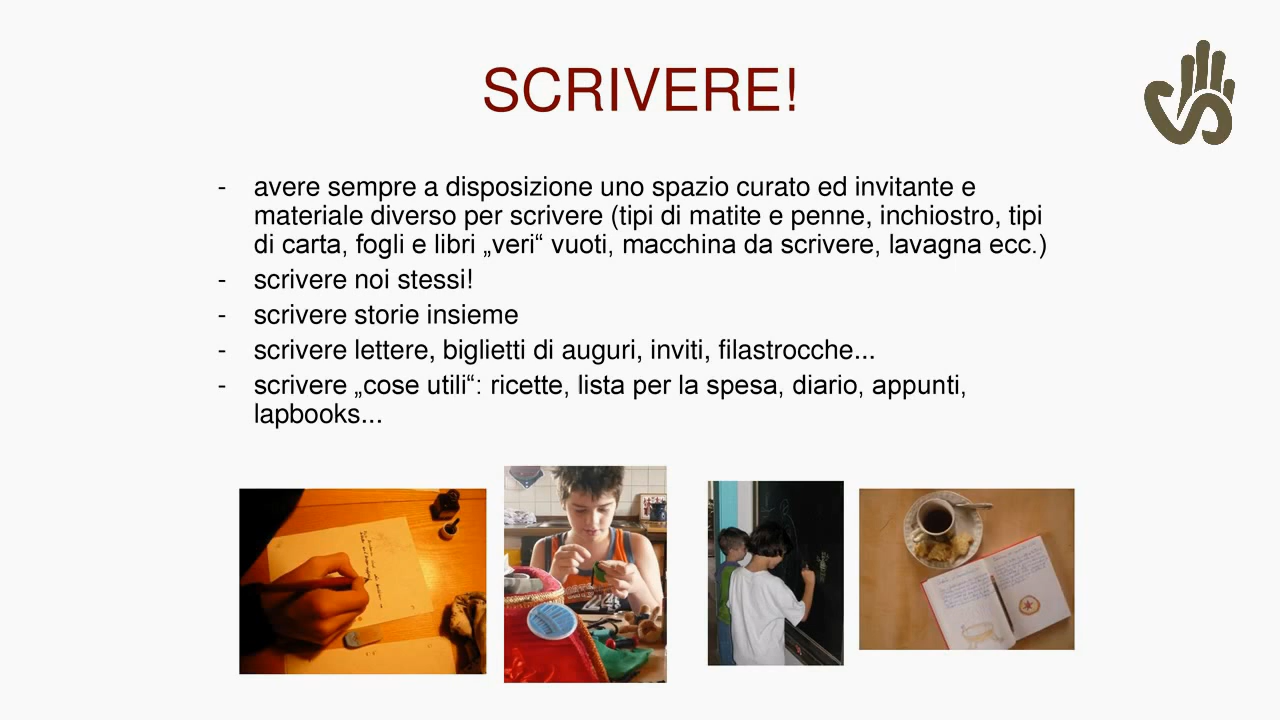 SCRIVERE!
- avere sempre a disposizione uno spazio curato ed invitante e
materiale diverso per scrivere (tipi di matite e penne, inchiostro, tipi
di carta, fogli e libri „veri“ vuoti, macchina da scrivere, lavagna ecc.)
- scrivere noi stessi!
- scrivere storie insieme
- scrivere lettere, biglietti di auguri, inviti, filastrocche...
- scrivere „cose utili“: ricette, lista per la spesa, diario, appunti,
lapbooks...